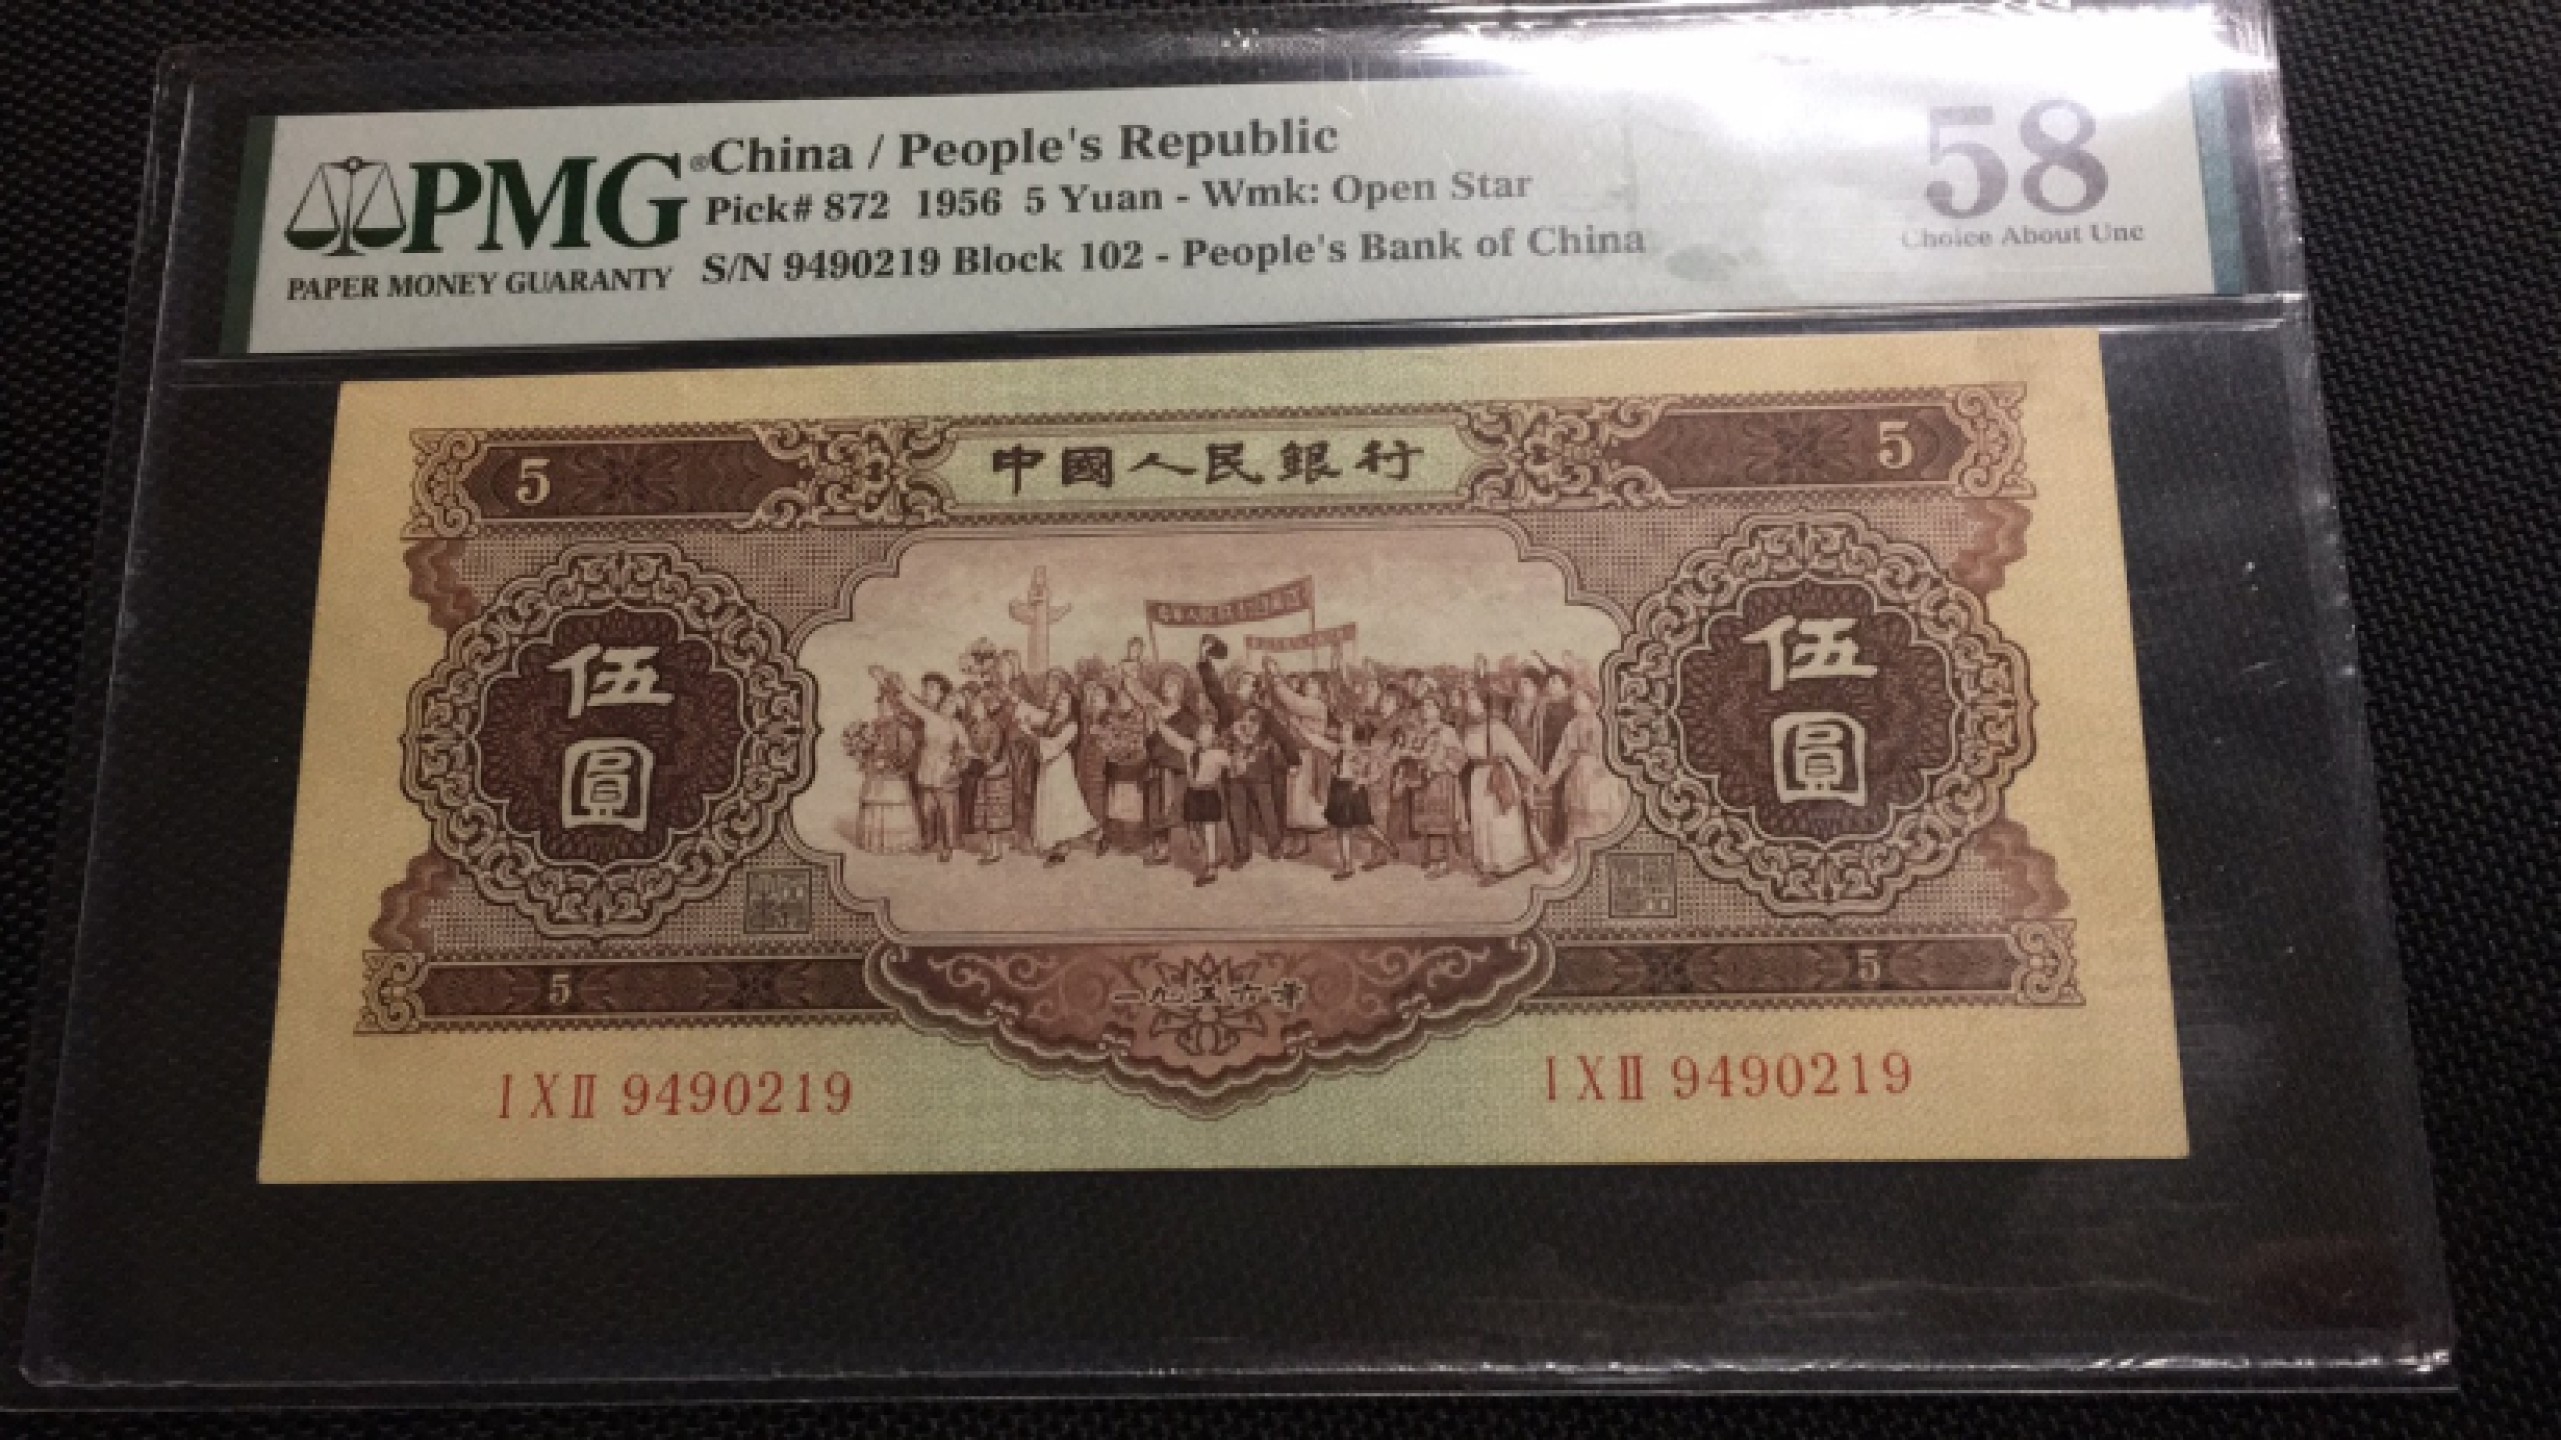 PMG® China / People's Republic
Pick# 872 1956 5 Yuan - Wmk: Open Star
PAPER MONEY GUARANTY S/N 9490219 Block 102 - People's Bank of China
58
Choice About Unc
5 中國人民銀行 5
伍圓 伍圓
5 一九五六年 5
I X II 9490219 I X II 9490219